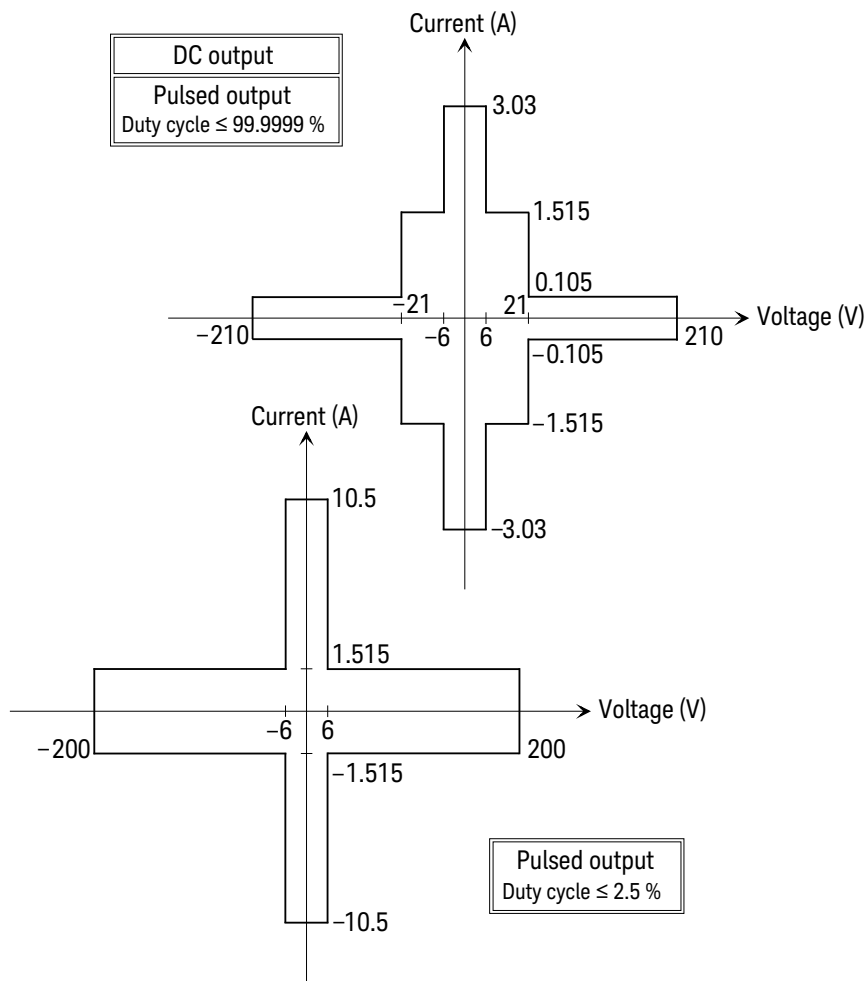 Current (A)
DC output
Pulsed output
Duty cycle ≤ 99.9999 %
3.03
1.515
0.105
−21
21
Voltage (V)
−210
−6
6
210
−0.105
−1.515
−3.03
Current (A)
10.5
1.515
Voltage (V)
−6
6
−200
200
−1.515
Pulsed output
Duty cycle ≤ 2.5 %
−10.5